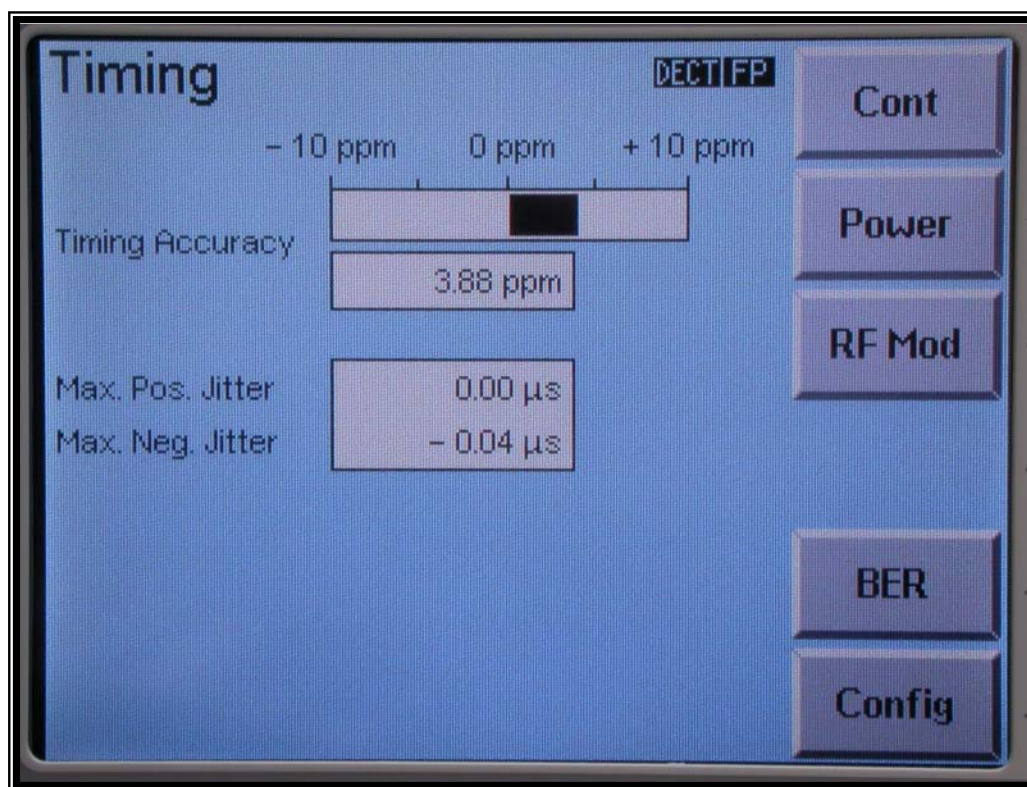 Timing
DECT FP
– 10 ppm 0 ppm + 10 ppm
Timing Accuracy
3.88 ppm
Max. Pos. Jitter 0.00 µs
Max. Neg. Jitter – 0.04 µs
Cont
Power
RF Mod
BER
Config